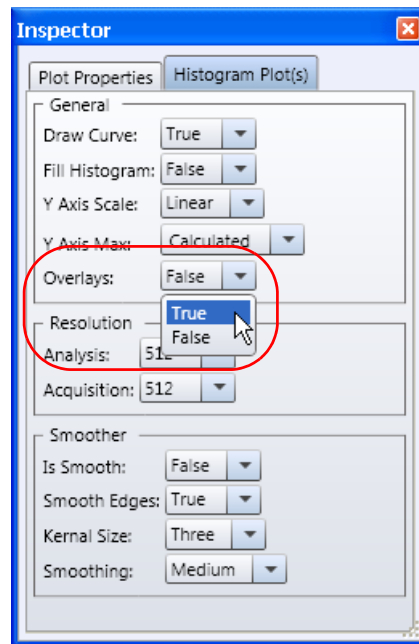 Inspector
Plot Properties Histogram Plot(s)
General
Draw Curve: True
Fill Histogram: False
Y Axis Scale: Linear
Y Axis Max: Calculated
Overlays: False
True
False
Resolution
Analysis: 512
Acquisition: 512
Smoother
Is Smooth: False
Smooth Edges: True
Kernal Size: Three
Smoothing: Medium